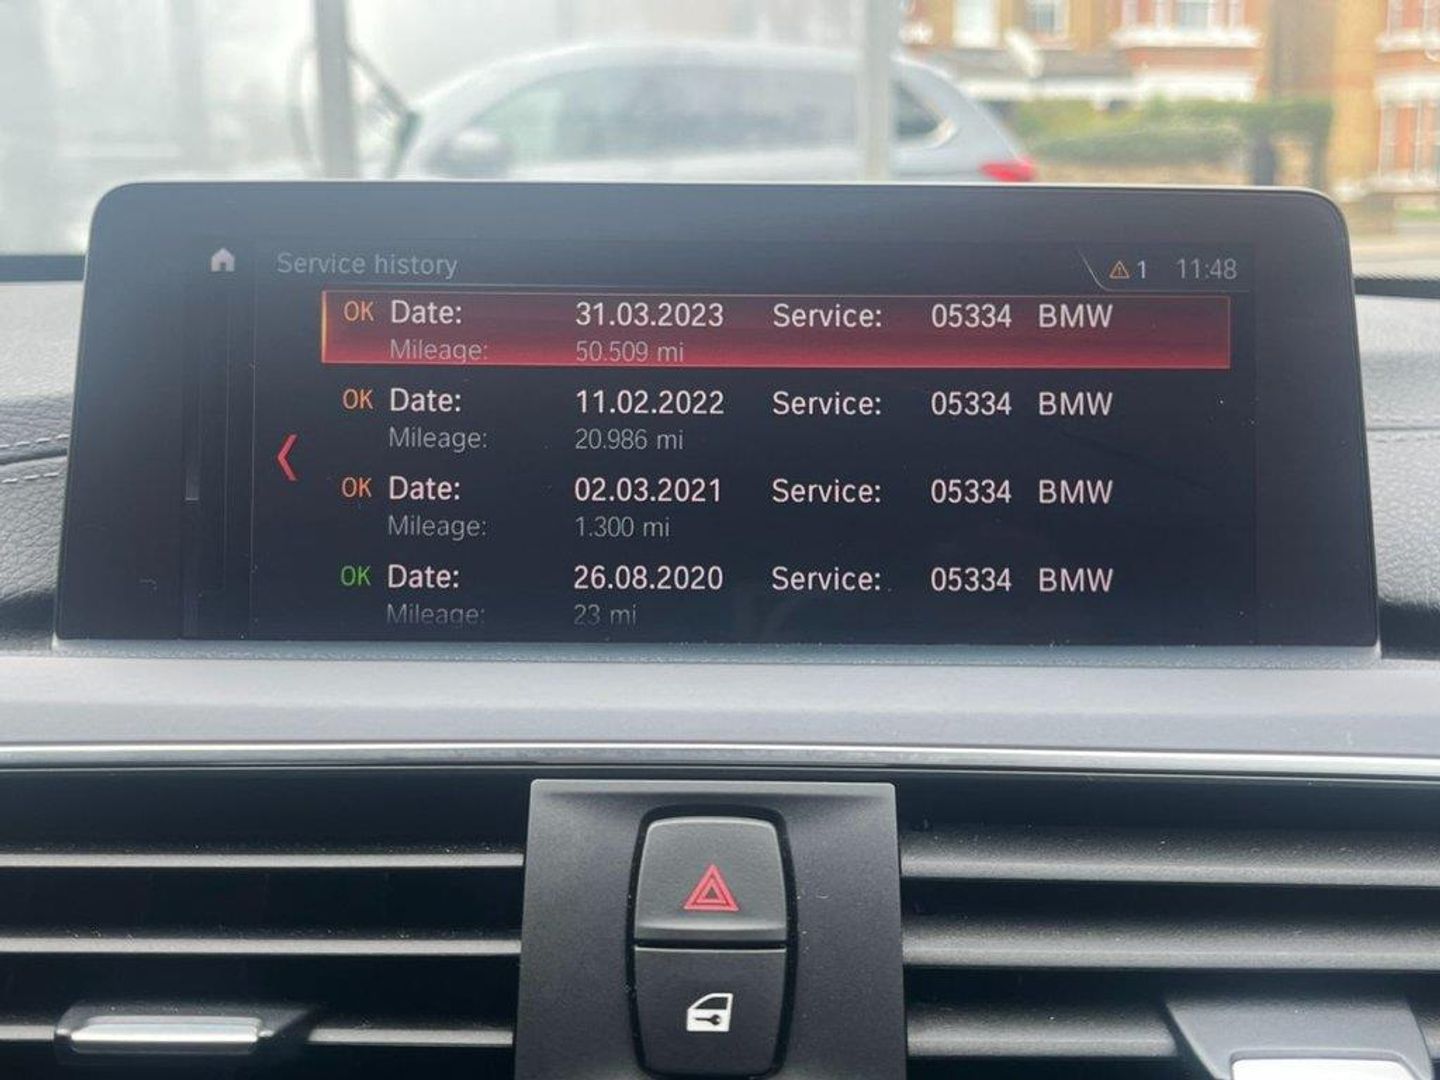 Service history 1 11:48
OK Date: 31.03.2023 Service: 05334 BMW
Mileage: 50.509 mi
OK Date: 11.02.2022 Service: 05334 BMW
Mileage: 20.986 mi
OK Date: 02.03.2021 Service: 05334 BMW
Mileage: 1.300 mi
OK Date: 26.08.2020 Service: 05334 BMW
Mileage: 23 mi